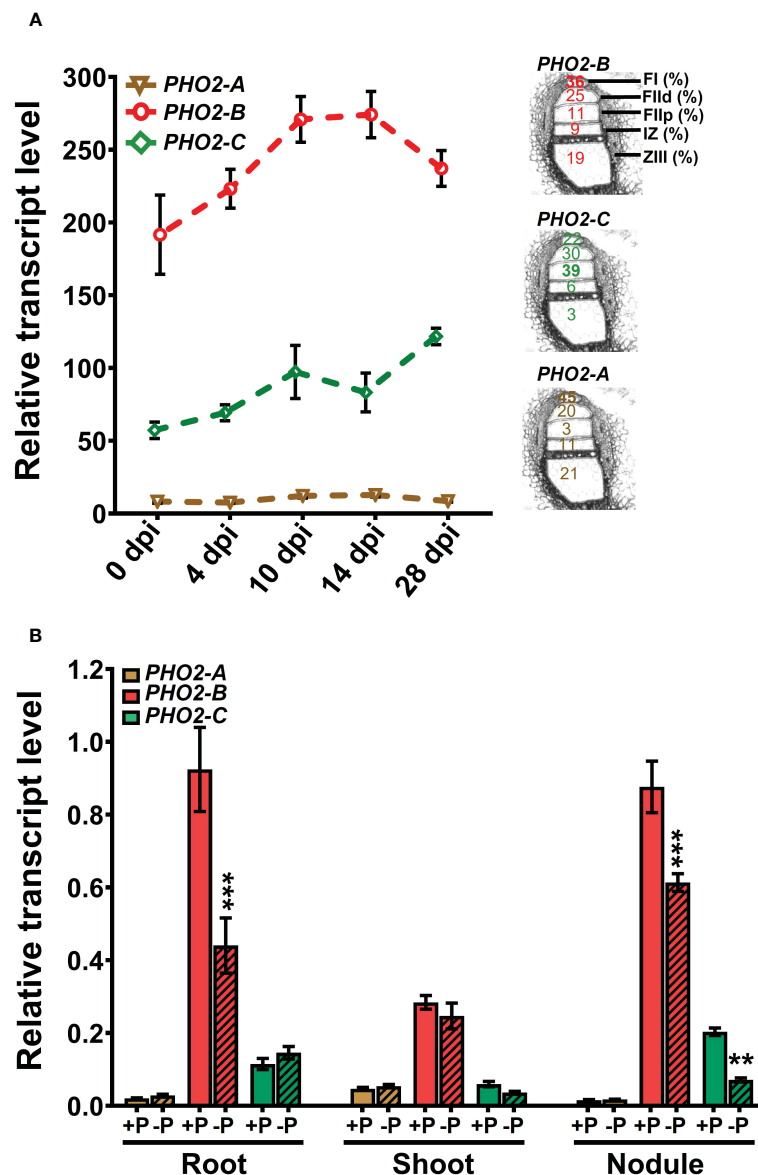 A
Relative transcript level
300
250
200
150
100
50
0
PHO2-A
PHO2-B
PHO2-C
0 dpi
4 dpi
10 dpi
14 dpi
28 dpi
PHO2-B
36
25
11
9
19
FI (%)
FIId (%)
FIIp (%)
IZ (%)
ZIII (%)
PHO2-C
22
30
39
6
3
PHO2-A
45
20
3
11
21
B
Relative transcript level
1.2
1.0
0.8
0.6
0.4
0.2
0.0
PHO2-A
PHO2-B
PHO2-C
***
***
**
+P -P +P -P +P -P +P -P +P -P +P -P +P -P +P -P +P -P
Root Shoot Nodule